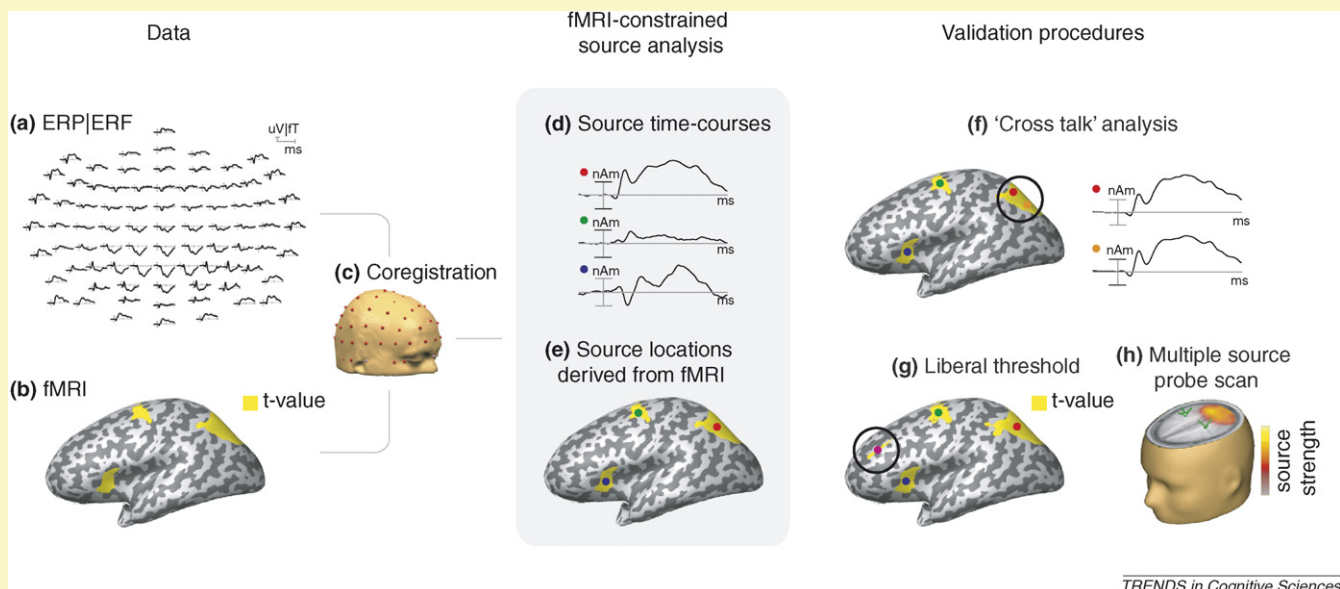 Data
fMRI-constrained
source analysis
Validation procedures
(a) ERP|ERF
uV|fT
ms
(b) fMRI
t-value
(c) Coregistration
(d) Source time-courses
nAm
ms
nAm
ms
nAm
ms
(e) Source locations
derived from fMRI
(f) ‘Cross talk’ analysis
nAm
ms
nAm
ms
(g) Liberal threshold
t-value
(h) Multiple source
probe scan
source
strength
TRENDS in Cognitive Sciences